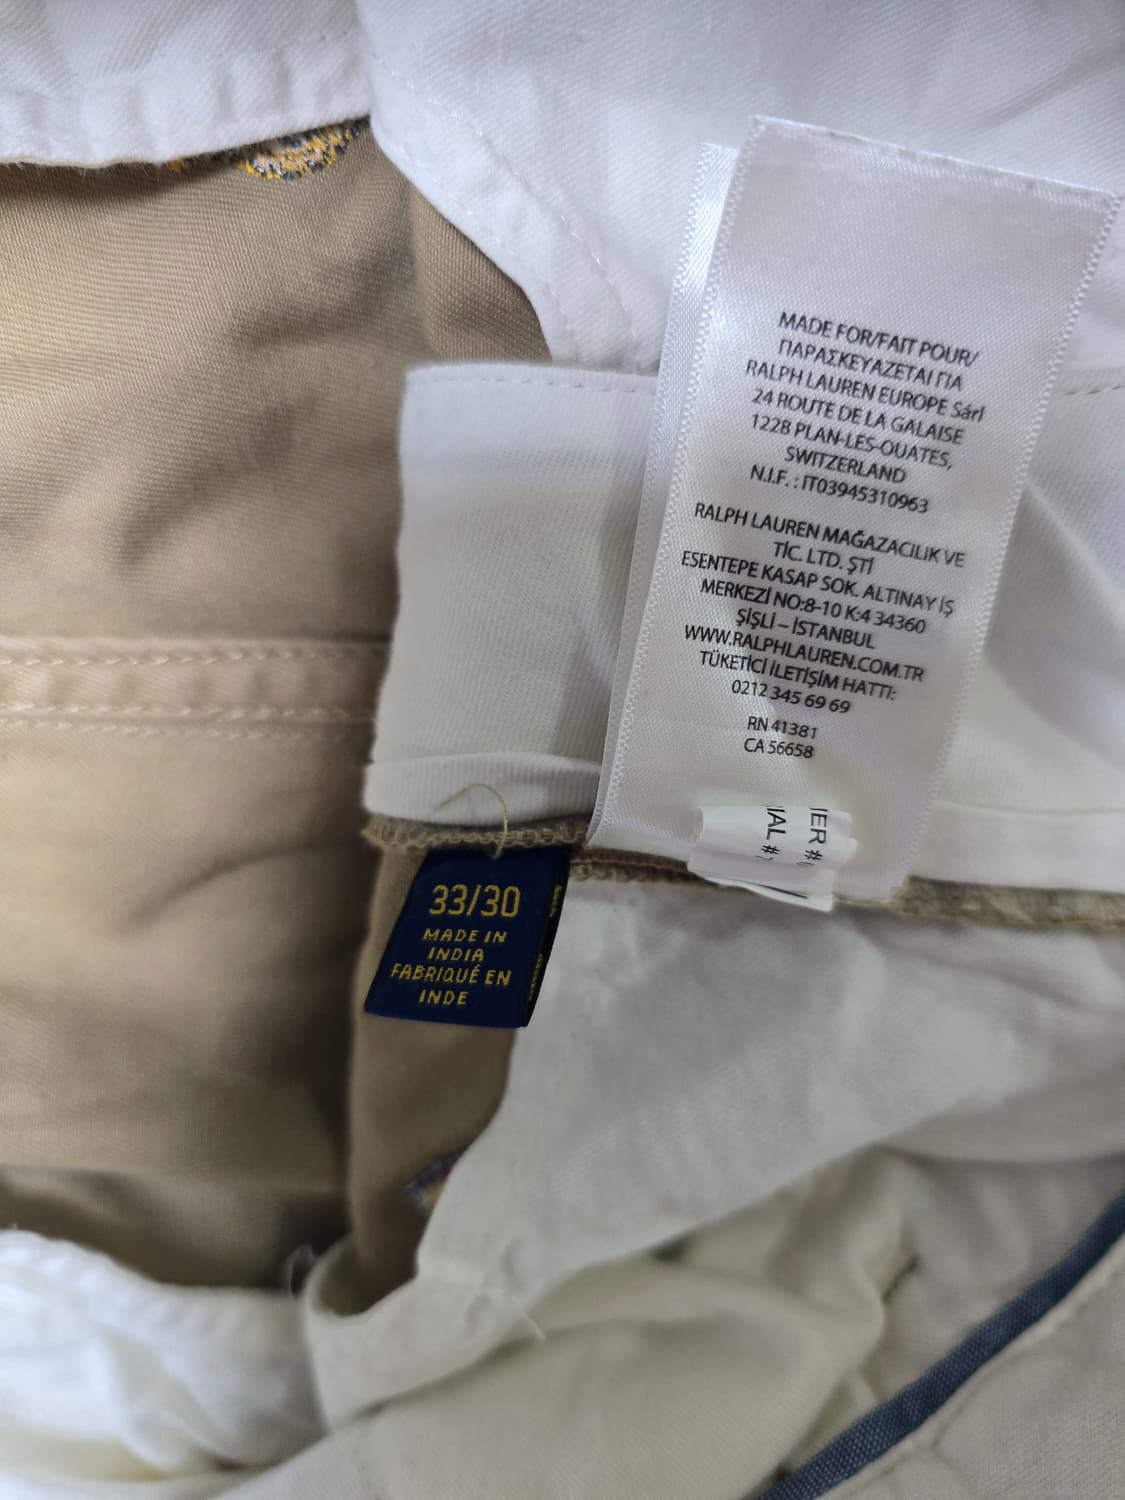 MADE FOR/FAIT POUR/
ΠΑΡΑΣΚΕΥΑΖΕΤΑΙ ΓΙΑ
RALPH LAUREN EUROPE Sárl
24 ROUTE DE LA GALAISE
1228 PLAN-LES-OUATES,
SWITZERLAND
N.I.F. : IT03945310963
RALPH LAUREN MAĞAZACILIK VE
TİC. LTD. ŞTİ
ESENTEPE KASAP SOK. ALTINAY İŞ
MERKEZİ NO:8-10 K:4 34360
ŞİŞLİ – İSTANBUL
WWW.RALPHLAUREN.COM.TR
TÜKETİCİ İLETİŞİM HATTI:
0212 345 69 69
RN 41381
CA 56658
IER #
IAL #
33/30
MADE IN
INDIA
FABRIQUÉ EN
INDE